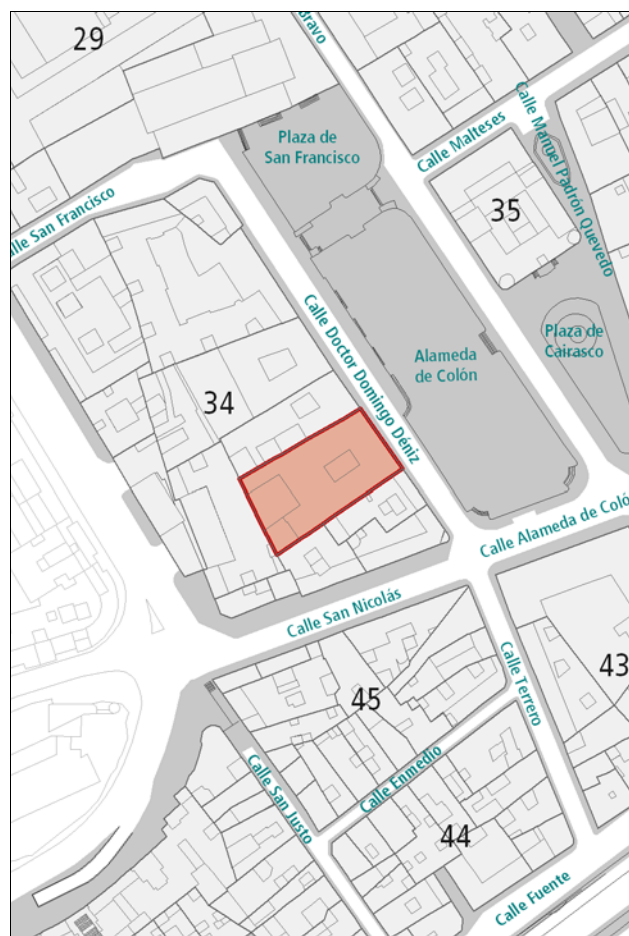 29
Bravo
Plaza de
San Francisco
Calle Malteses
Calle Manuel Padrón Quevedo
35
alle San Francisco
Calle Doctor Domingo Déniz
Plaza de
Cairasco
Alameda
de Colón
34
Calle Alameda de Coló
Calle San Nicolás
Calle Terrero
43
45
Calle Enmedio
Calle San Justo
44
Calle Fuente